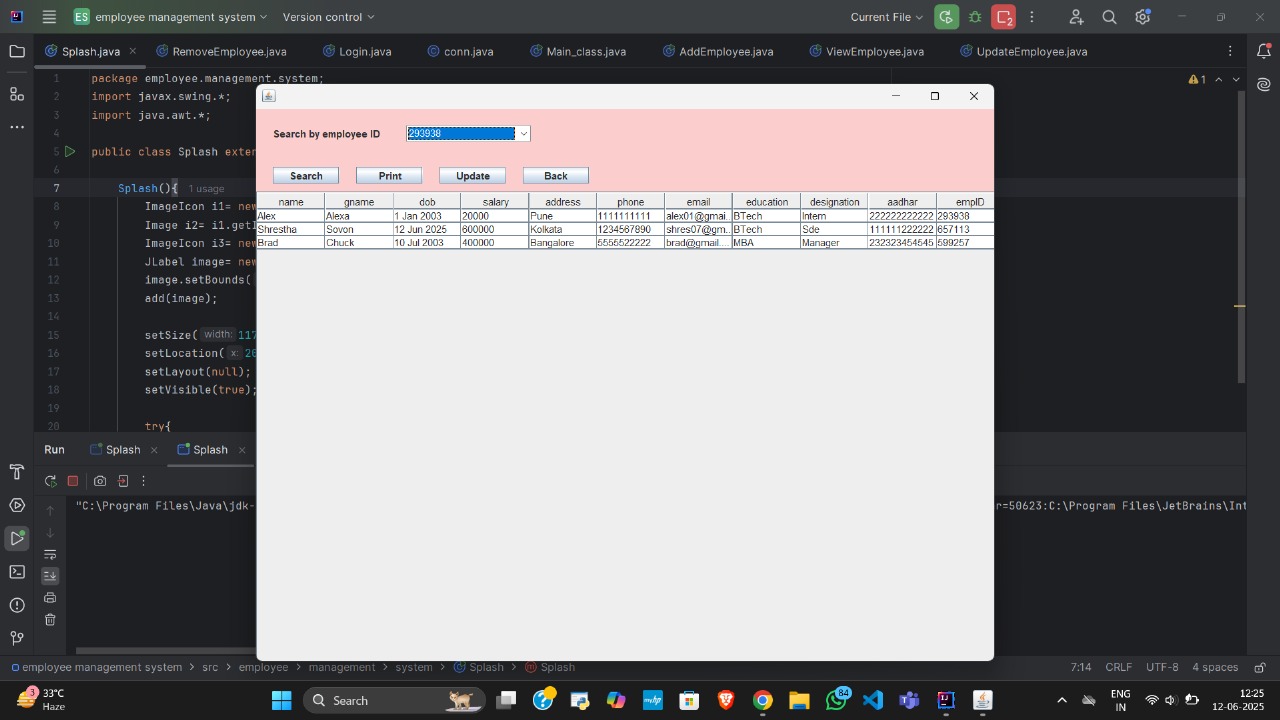 ES employee management system Version control Current File 2
Splash.java RemoveEmployee.java Login.java conn.java Main_class.java AddEmployee.java ViewEmployee.java UpdateEmployee.java
1 package employee.management.system;
2 import javax.swing.*;
3 import java.awt.*;
4
5 public class Splash exten
6
7 Splash(){ 1 usage
8 ImageIcon i1= new
9 Image i2= i1.get
10 ImageIcon i3= new
11 JLabel image= new
12 image.setBounds(
13 add(image);
14
15 setSize( width: 117
16 setLocation( x: 20
17 setLayout(null);
18 setVisible(true);
19
20 try{
1
Search by employee ID 293938
Search Print Update Back
name gname dob salary address phone email education designation aadhar empID
Alex Alexa 1 Jan 2003 20000 Pune 1111111111 alex01@gmai... BTech Intern 222222222222 293938
Shrestha Sovon 12 Jun 2025 600000 Kolkata 1234567890 shres07@gm... BTech Sde 111111222222 657113
Brad Chuck 10 Jul 2003 400000 Bangalore 5555522222 brad@gmail.... MBA Manager 232323454545 599257
Run Splash Splash
"C:\Program Files\Java\jdk- r=50623:C:\Program Files\JetBrains\Int
employee management system > src > employee > management > system > Splash > Splash 7:14 CRLF UTF-8 4 spaces
3 33°C
Haze
Search
84
ENG
IN
12:25
12-06-2025